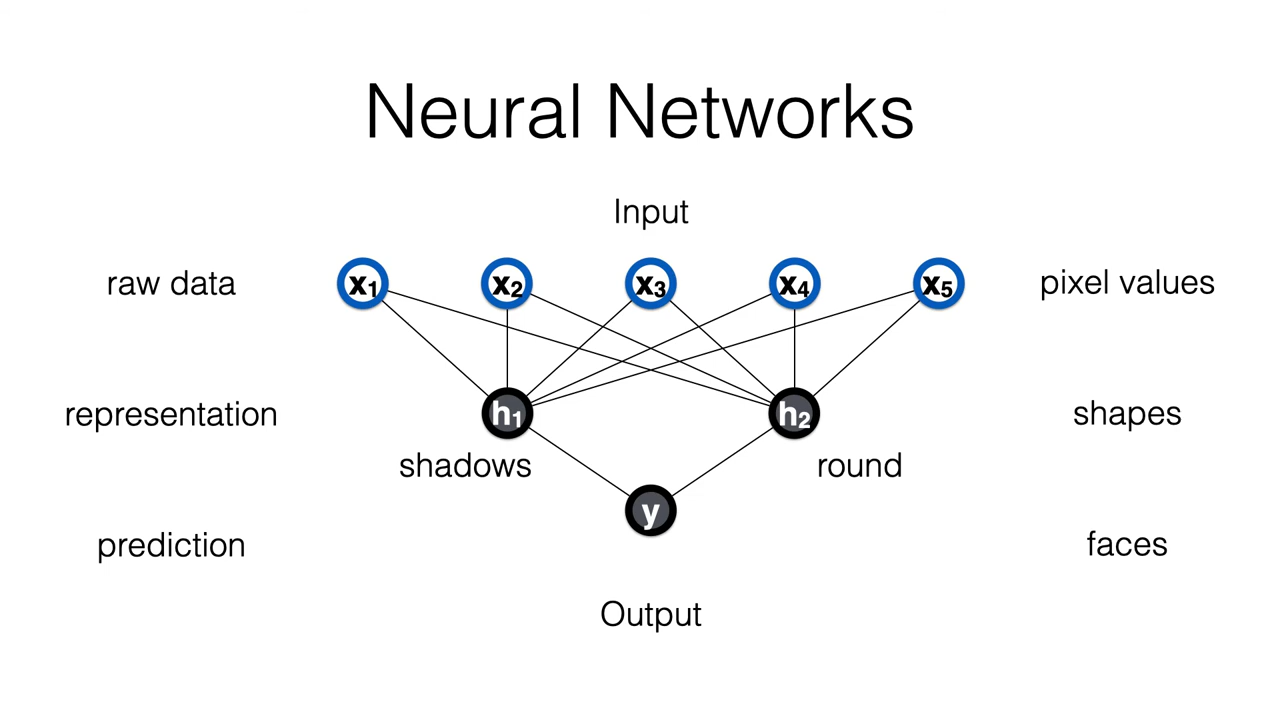 Neural Networks
Input
raw data x₁ x₂ x₃ x₄ x₅ pixel values
representation h₁ h₂ shapes
shadows round
y
prediction faces
Output